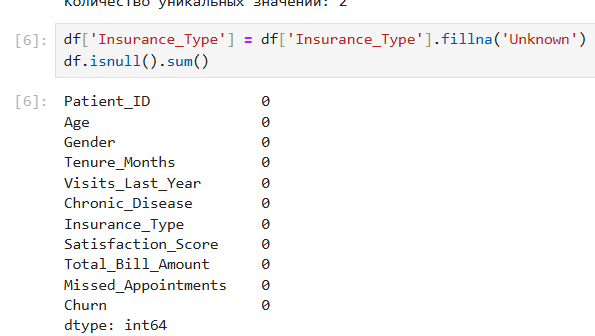 Количество уникальных значений: 2
[6]: df['Insurance_Type'] = df['Insurance_Type'].fillna('Unknown')
df.isnull().sum()
[6]: Patient_ID 0
Age 0
Gender 0
Tenure_Months 0
Visits_Last_Year 0
Chronic_Disease 0
Insurance_Type 0
Satisfaction_Score 0
Total_Bill_Amount 0
Missed_Appointments 0
Churn 0
dtype: int64